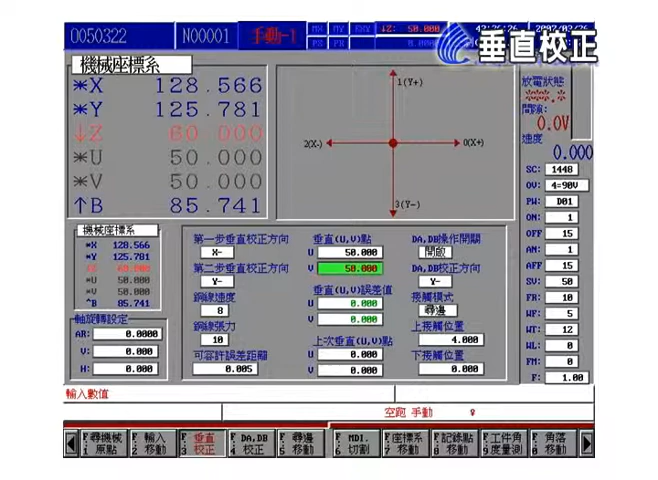 O050322 N00001 手動-1 MX MY EXY ↓Z: 50.000
垂直校正
機械座標系
*X 128.566
*Y 125.781
↓Z 60.000
*U 50.000
*V 50.000
↑B 85.741
1(Y+)
2(X-)
0(X+)
3(Y-)
放電狀態
間隙:
0.0V
速度
0.000
SC: 1448
OV: 4=90V
PW: D01
ON: 1
OFF 15
AN: 1
AFF 15
SV: 50
FR: 10
WF: 5
WT: 12
WL: 0
FM: 0
F: 1.00
機械座標系
*X 128.566
*Y 125.781
↓Z 60.000
*U 50.000
*V 50.000
^B 85.741
軸旋轉設定
AR: 0.0000
V: 0.000
H: 0.000
第一步垂直校正方向
X-
第二步垂直校正方向
Y-
銅線速度
8
銅線張力
10
可容許誤差距離
0.005
垂直(U,V)點
U 50.000
V 50.000
垂直(U,V)誤差值
U 0.000
V 0.000
上次垂直(U,V)點
U 0.000
V 0.000
DA,DB操作開關
開啟
DA,DB校正方向
Y-
接觸模式
尋邊
上接觸位置
4.000
下接觸位置
0.000
輸入數值
空跑 手動
F1 尋機械原點
F2 輸入移動
F3 垂直校正
F4 DA,DB校正
F5 尋邊移動
F6 MDI.切割
F7 座標系移動
F8 記錄點移動
F9 工件角度量測
F0 角落移動